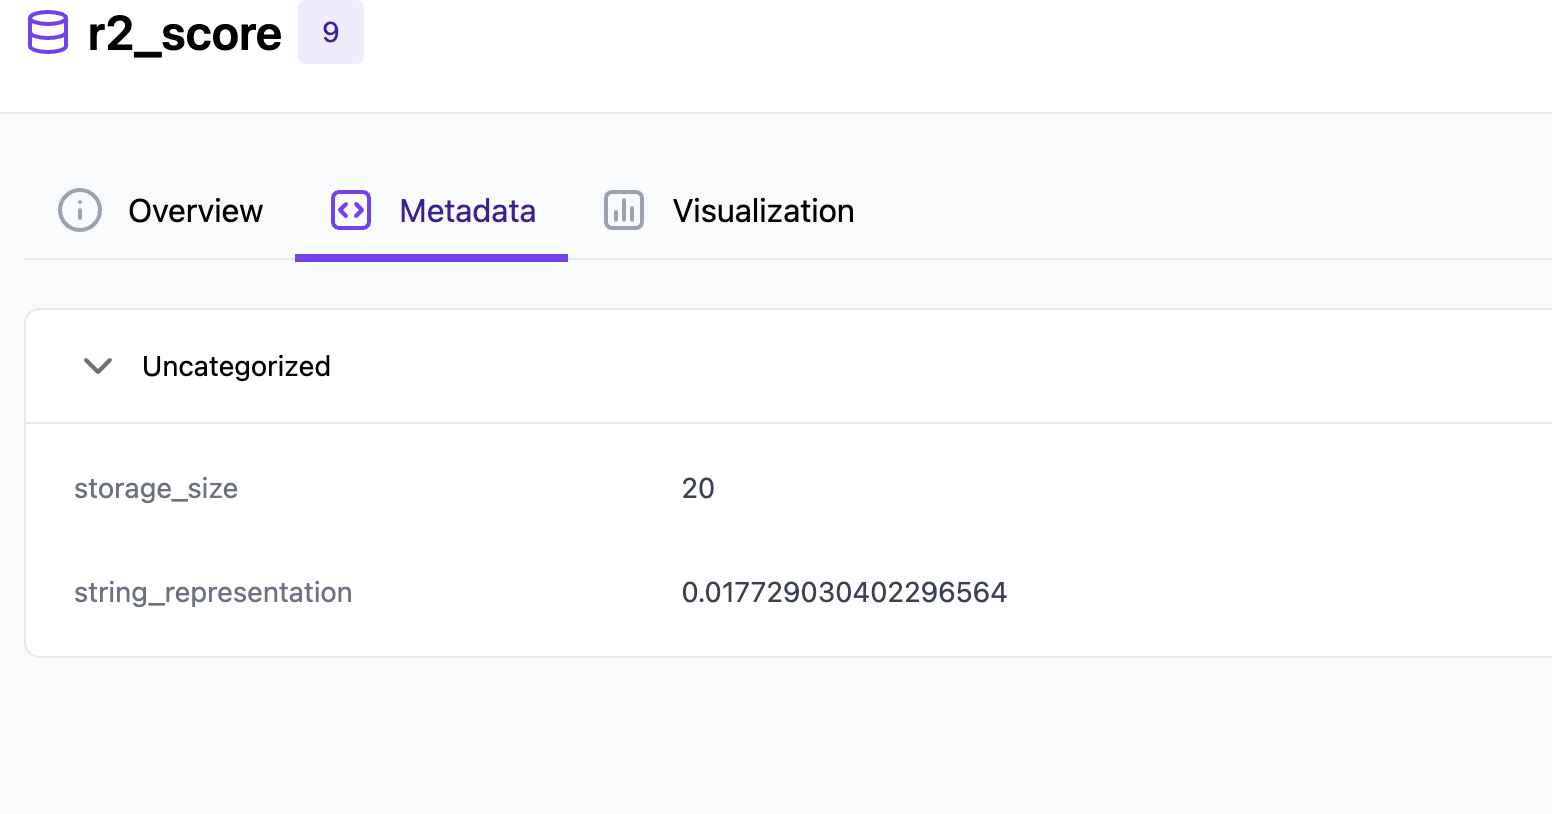 r2_score 9
Overview Metadata Visualization
Uncategorized
storage_size 20
string_representation 0.017729030402296564